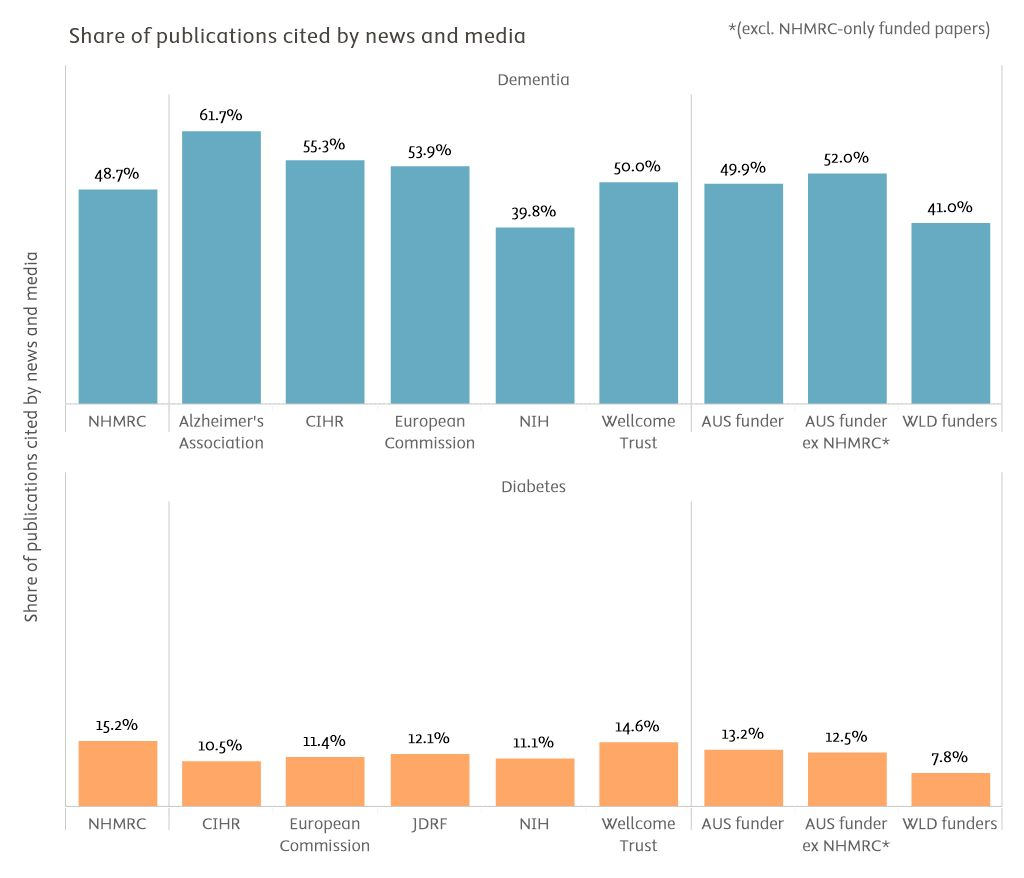 Share of publications cited by news and media
*(excl. NHMRC-only funded papers)
Share of publications cited by news and media
Dementia
48.7%
61.7%
55.3%
53.9%
39.8%
50.0%
49.9%
52.0%
41.0%
NHMRC
Alzheimer's
Association
CIHR
European
Commission
NIH
Wellcome
Trust
AUS funder
AUS funder
ex NHMRC*
WLD funders
Diabetes
15.2%
10.5%
11.4%
12.1%
11.1%
14.6%
13.2%
12.5%
7.8%
NHMRC
CIHR
European
Commission
JDRF
NIH
Wellcome
Trust
AUS funder
AUS funder
ex NHMRC*
WLD funders